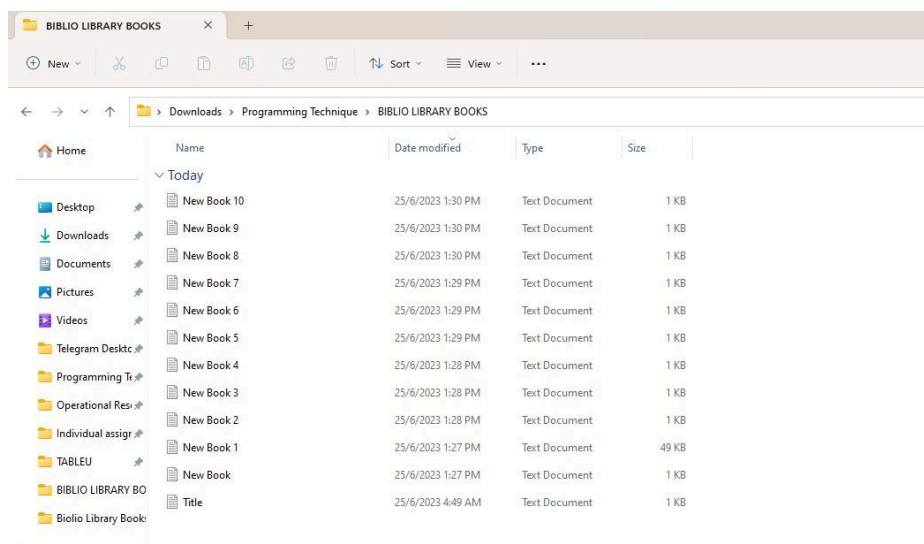 BIBLIO LIBRARY BOOKS
New
Sort
View
Downloads > Programming Technique > BIBLIO LIBRARY BOOKS
Home
Desktop
Downloads
Documents
Pictures
Videos
Telegram Desktc
Programming Te
Operational Res
Individual assigr
TABLEU
BIBLIO LIBRARY BO
Biolio Library Book
Name Date modified Type Size
Today
New Book 10 25/6/2023 1:30 PM Text Document 1 KB
New Book 9 25/6/2023 1:30 PM Text Document 1 KB
New Book 8 25/6/2023 1:30 PM Text Document 1 KB
New Book 7 25/6/2023 1:29 PM Text Document 1 KB
New Book 6 25/6/2023 1:29 PM Text Document 1 KB
New Book 5 25/6/2023 1:29 PM Text Document 1 KB
New Book 4 25/6/2023 1:28 PM Text Document 1 KB
New Book 3 25/6/2023 1:28 PM Text Document 1 KB
New Book 2 25/6/2023 1:28 PM Text Document 1 KB
New Book 1 25/6/2023 1:27 PM Text Document 49 KB
New Book 25/6/2023 1:27 PM Text Document 1 KB
Title 25/6/2023 4:49 AM Text Document 1 KB